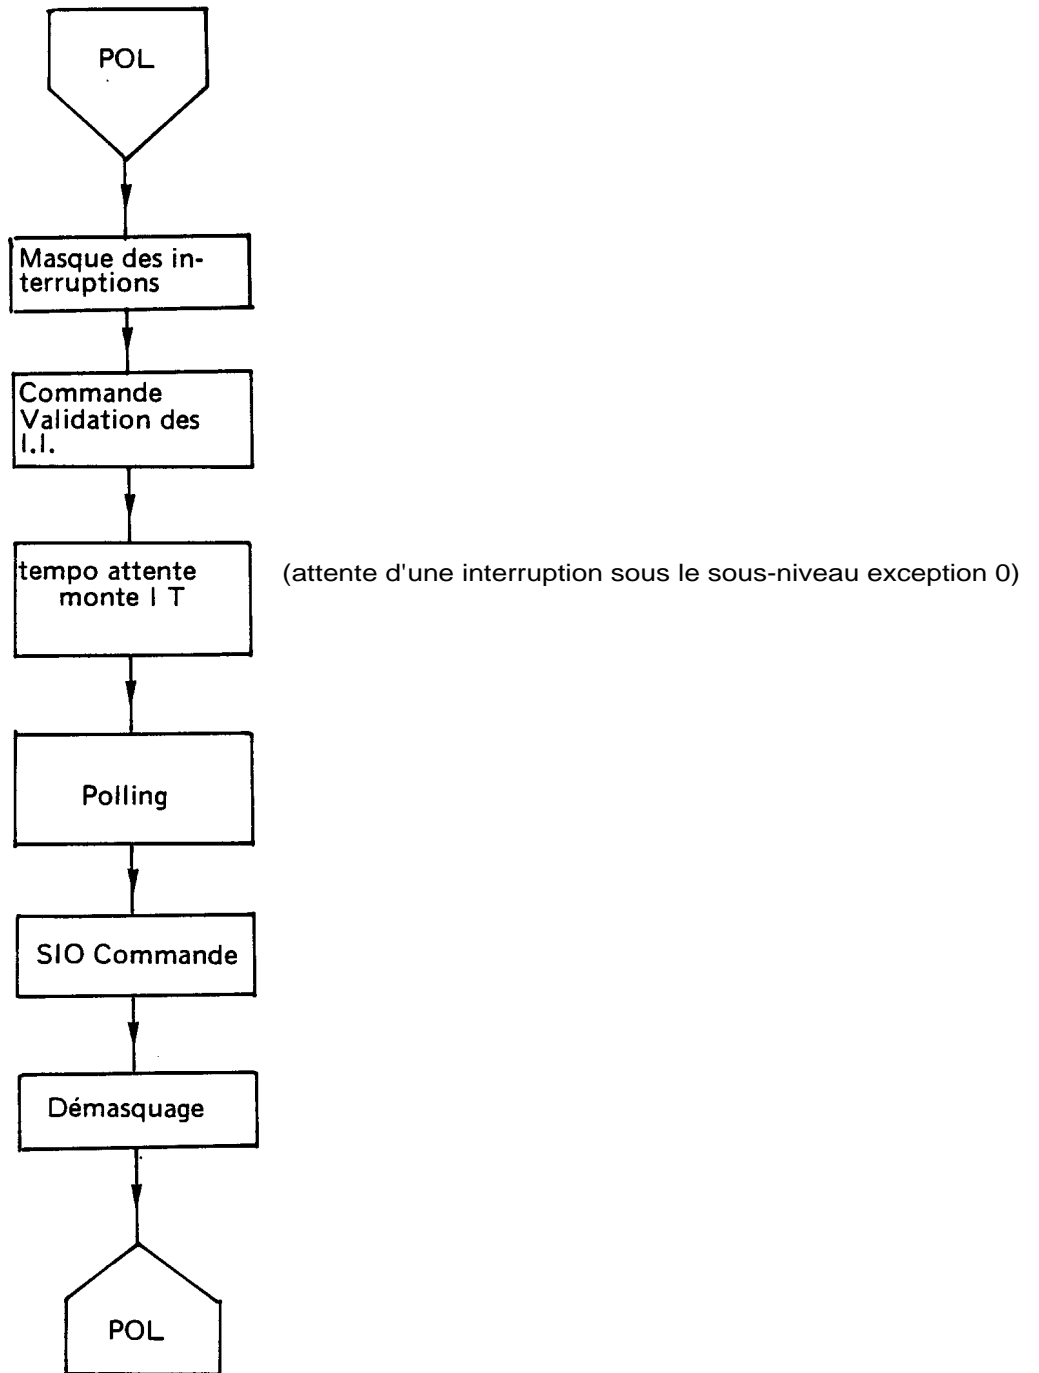 POL
Masque des in-
terruptions
Commande
Validation des
I.I.
tempo attente
monte I T
(attente d'une interruption sous le sous-niveau exception 0)
Polling
SIO Commande
Démasquage
POL